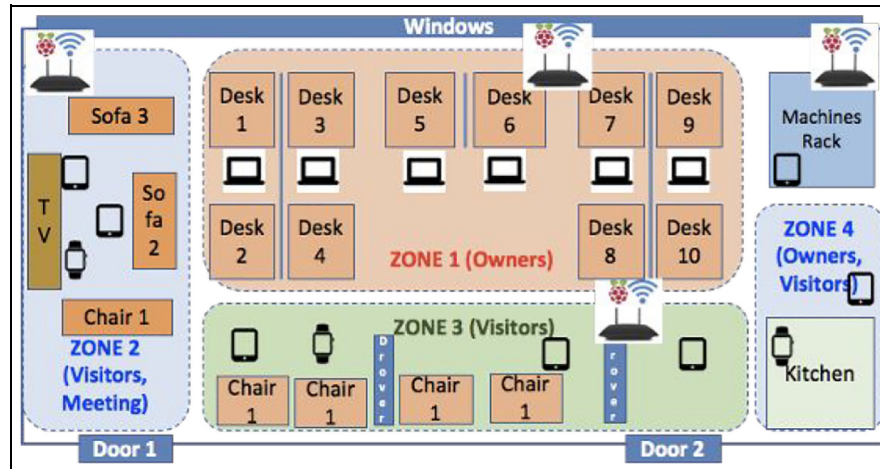 Windows
Sofa 3
T
V
So
fa
2
Chair 1
ZONE 2
(Visitors,
Meeting)
Desk
1
Desk
3
Desk
5
Desk
6
Desk
7
Desk
9
Desk
2
Desk
4
ZONE 1 (Owners)
Desk
8
Desk
10
Machines
Rack
ZONE 4
(Owners,
Visitors)
Kitchen
ZONE 3 (Visitors)
Chair
1
Chair
1
D
r
o
v
e
r
Chair
1
Chair
1
r
o
v
e
r
Door 1
Door 2